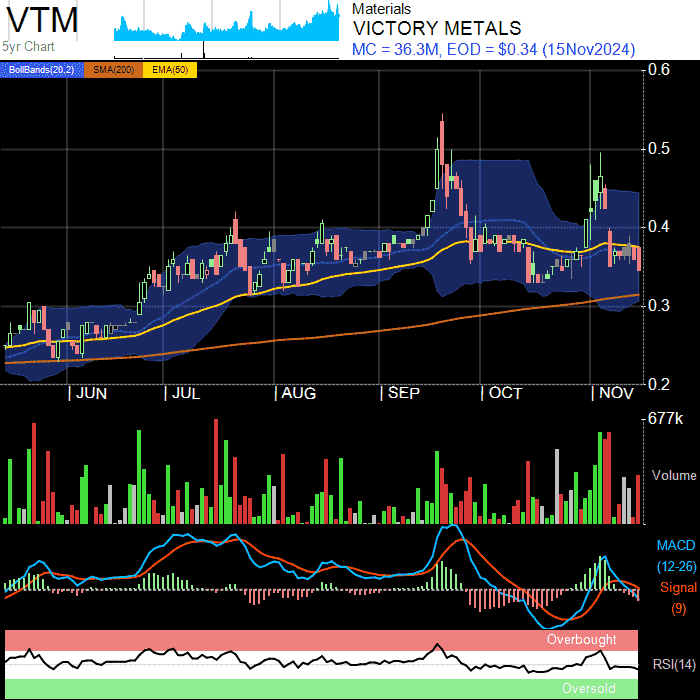 VTM
5yr Chart
Materials
VICTORY METALS
MC = 36.3M, EOD = $0.34 (15Nov2024)
BollBands(20,2) SMA(200) EMA(50)
0.6
0.5
0.4
0.3
0.2
JUN JUL AUG SEP OCT NOV
677k
Volume
MACD
(12-26)
Signal
(9)
Overbought
RSI(14)
Oversold